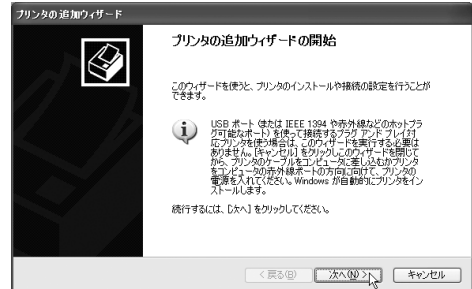 プリンタの追加ウィザード
プリンタの追加ウィザードの開始
このウィザードを使うと、プリンタのインストールや接続の設定を行うことが
できます。
USB ポート (または IEEE 1394 や赤外線などのホットプラ
グ可能なポート) を使って接続するプラグ アンド プレイ対
応プリンタを使う場合は、このウィザードを実行する必要は
ありません。[キャンセル] をクリックしこのウィザードを閉じて
から、プリンタのケーブルをコンピュータに差し込むかプリンタ
をコンピュータの赤外線ポートの方向に向けて、プリンタの
電源を入れてください。Windows が自動的にプリンタをイン
ストールします。
続行するには、[次へ] をクリックしてください。
< 戻る(B)
次へ(N) >
キャンセル